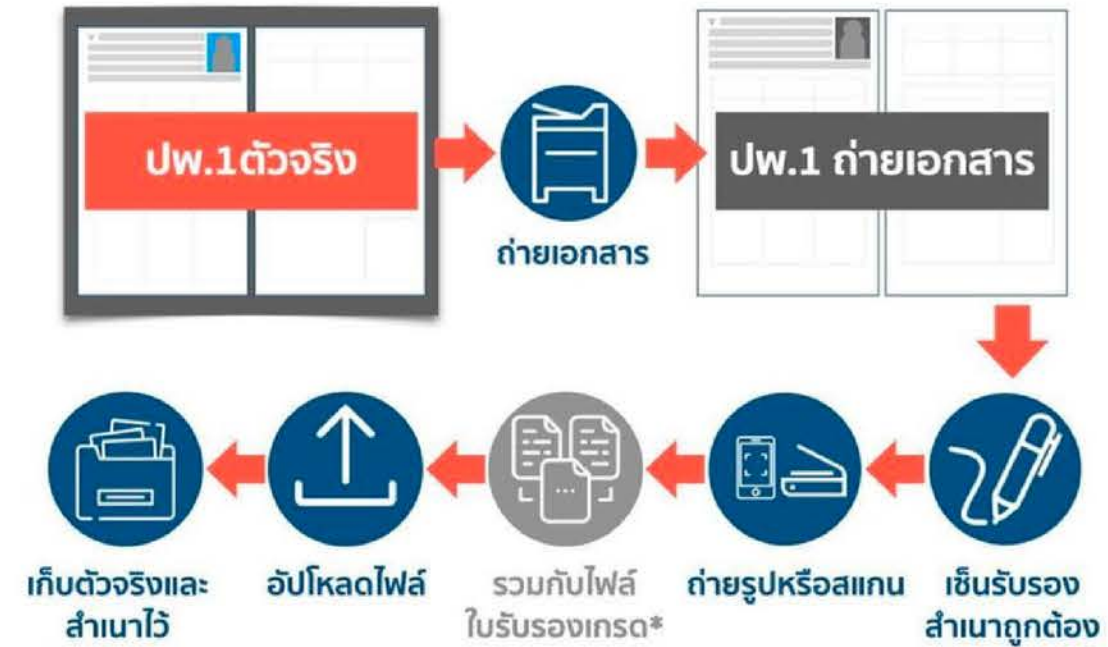 ปพ.1ตัวจริง
ถ่ายเอกสาร
ปพ.1 ถ่ายเอกสาร
เซ็นรับรอง
สำเนาถูกต้อง
ถ่ายรูปหรือสแกน
รวมกับไฟล์
ใบรับรองเกรด*
อัปโหลดไฟล์
เก็บตัวจริงและ
สำเนาไว้